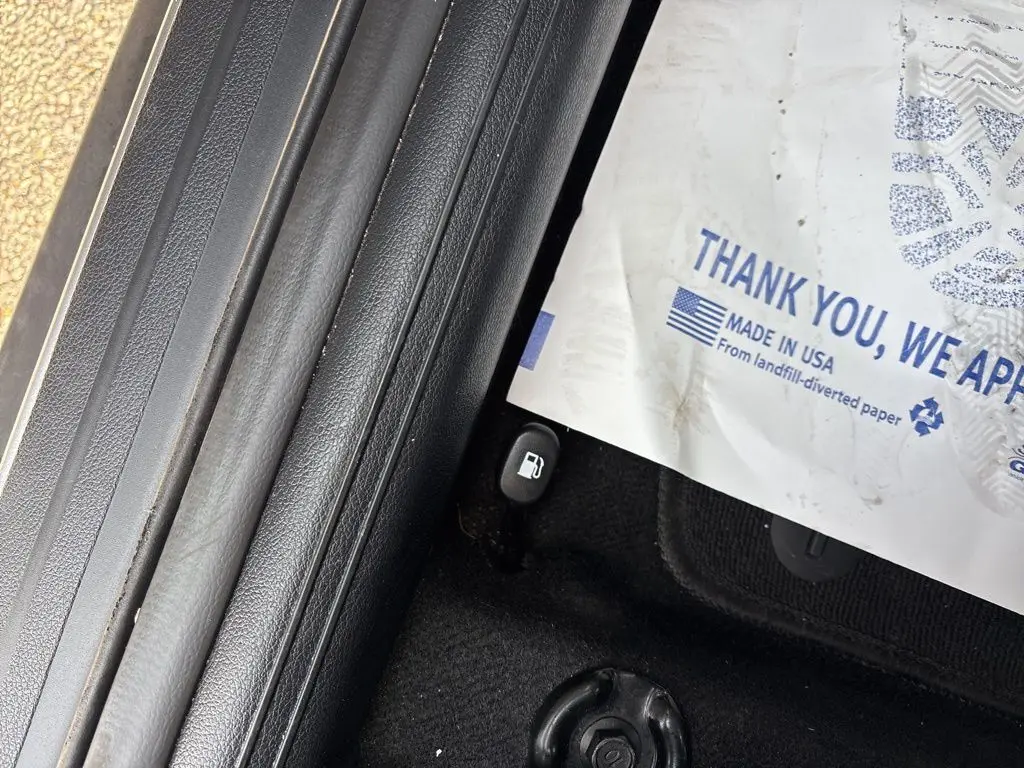 THANK YOU, WE APP
MADE IN USA
From landfill-diverted paper